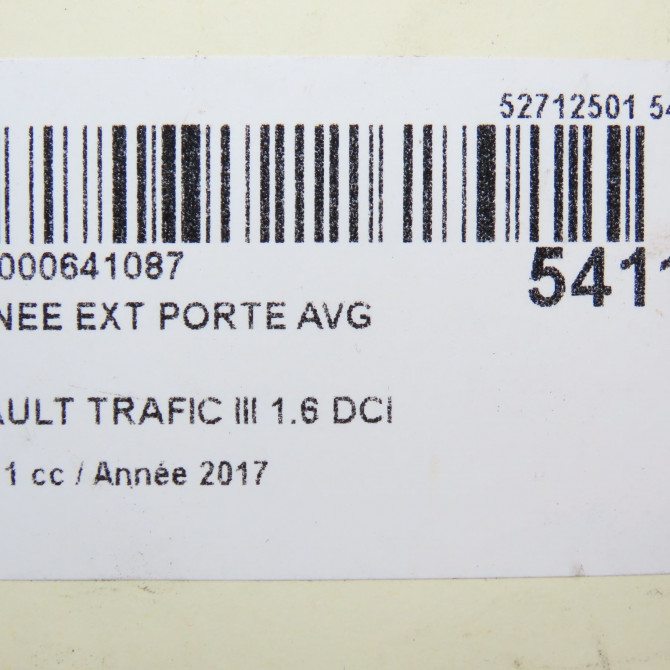 52712501 54
000641087
5411
NEE EXT PORTE AVG
AULT TRAFIC III 1.6 DCI
1 cc / Année 2017